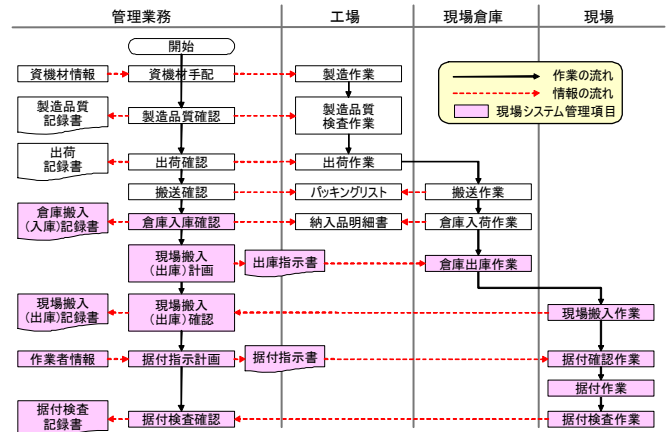 管理業務
工場
現場倉庫
現場
開始
資機材情報
資機材手配
製造作業
作業の流れ
情報の流れ
現場システム管理項目
製造品質
記録書
製造品質確認
製造品質
検査作業
出荷
記録書
出荷確認
出荷作業
搬送確認
パッキングリスト
搬送作業
倉庫搬入
(入庫)記録書
倉庫入庫確認
納入品明細書
倉庫入荷作業
現場搬入
(出庫)計画
出庫指示書
倉庫出庫作業
現場搬入
(出庫)記録書
現場搬入
(出庫)確認
現場搬入作業
作業者情報
据付指示計画
据付指示書
据付確認作業
据付作業
据付検査
記録書
据付検査確認
据付検査作業